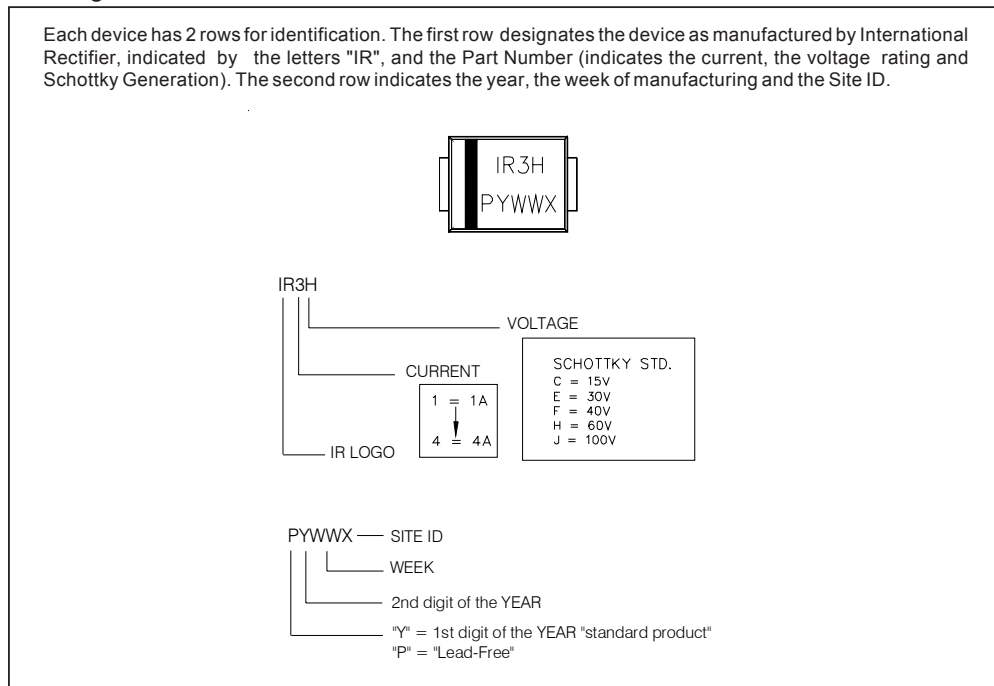 Each device has 2 rows for identification. The first row designates the device as manufactured by International
Rectifier, indicated by the letters "IR", and the Part Number (indicates the current, the voltage rating and
Schottky Generation). The second row indicates the year, the week of manufacturing and the Site ID.
IR3H
PYWWX
IR3H
VOLTAGE
SCHOTTKY STD.
C = 15V
E = 30V
F = 40V
H = 60V
J = 100V
CURRENT
1 = 1A
4 = 4A
IR LOGO
PYWWX
SITE ID
WEEK
2nd digit of the YEAR
"Y" = 1st digit of the YEAR "standard product"
"P" = "Lead-Free"